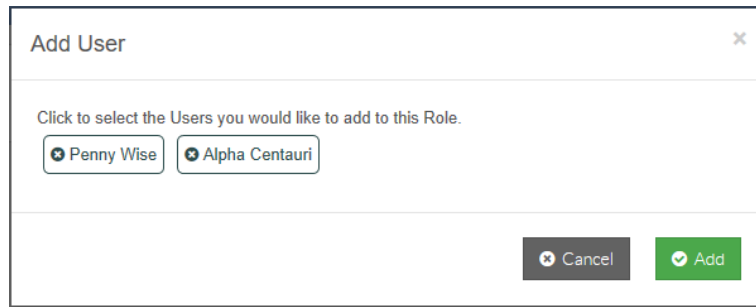 Add User
Click to select the Users you would like to add to this Role.
Penny Wise Alpha Centauri
Cancel Add